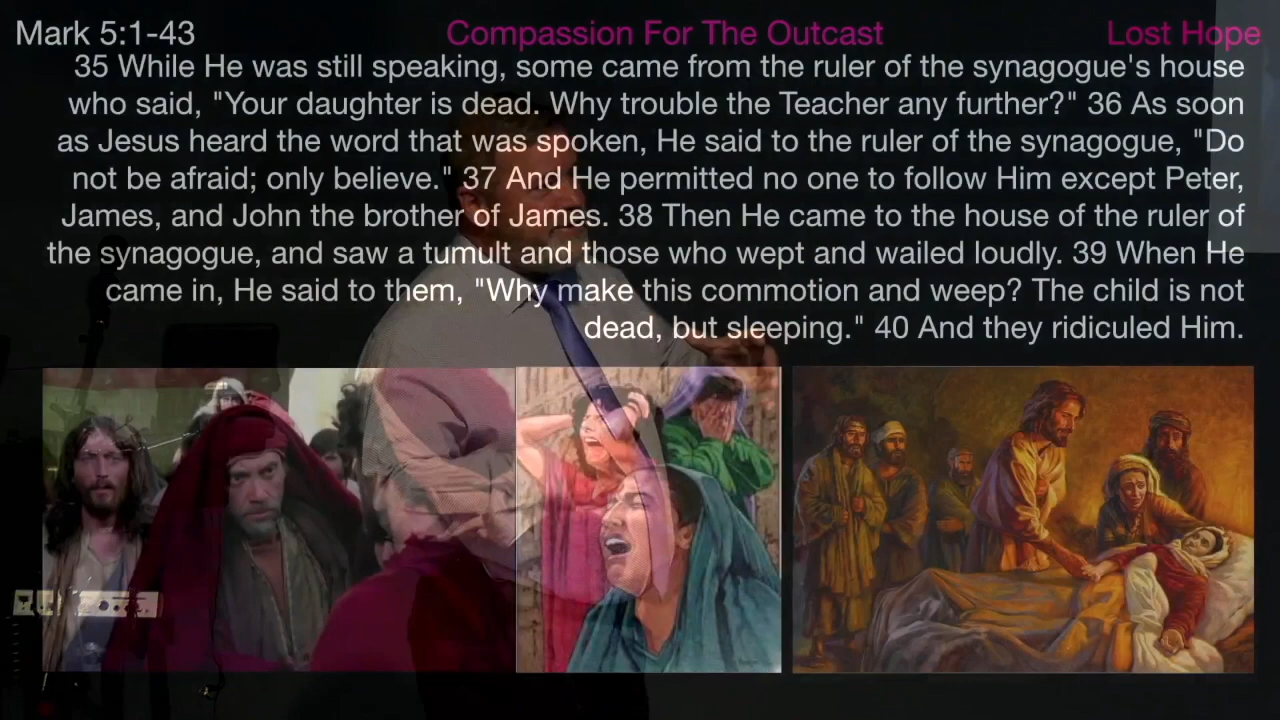 Mark 5:1-43 Compassion For The Outcast Lost Hope
35 While He was still speaking, some came from the ruler of the synagogue's house
who said, "Your daughter is dead. Why trouble the Teacher any further?" 36 As soon
as Jesus heard the word that was spoken, He said to the ruler of the synagogue, "Do
not be afraid; only believe." 37 And He permitted no one to follow Him except Peter,
James, and John the brother of James. 38 Then He came to the house of the ruler of
the synagogue, and saw a tumult and those who wept and wailed loudly. 39 When He
came in, He said to them, "Why make this commotion and weep? The child is not
dead, but sleeping." 40 And they ridiculed Him.